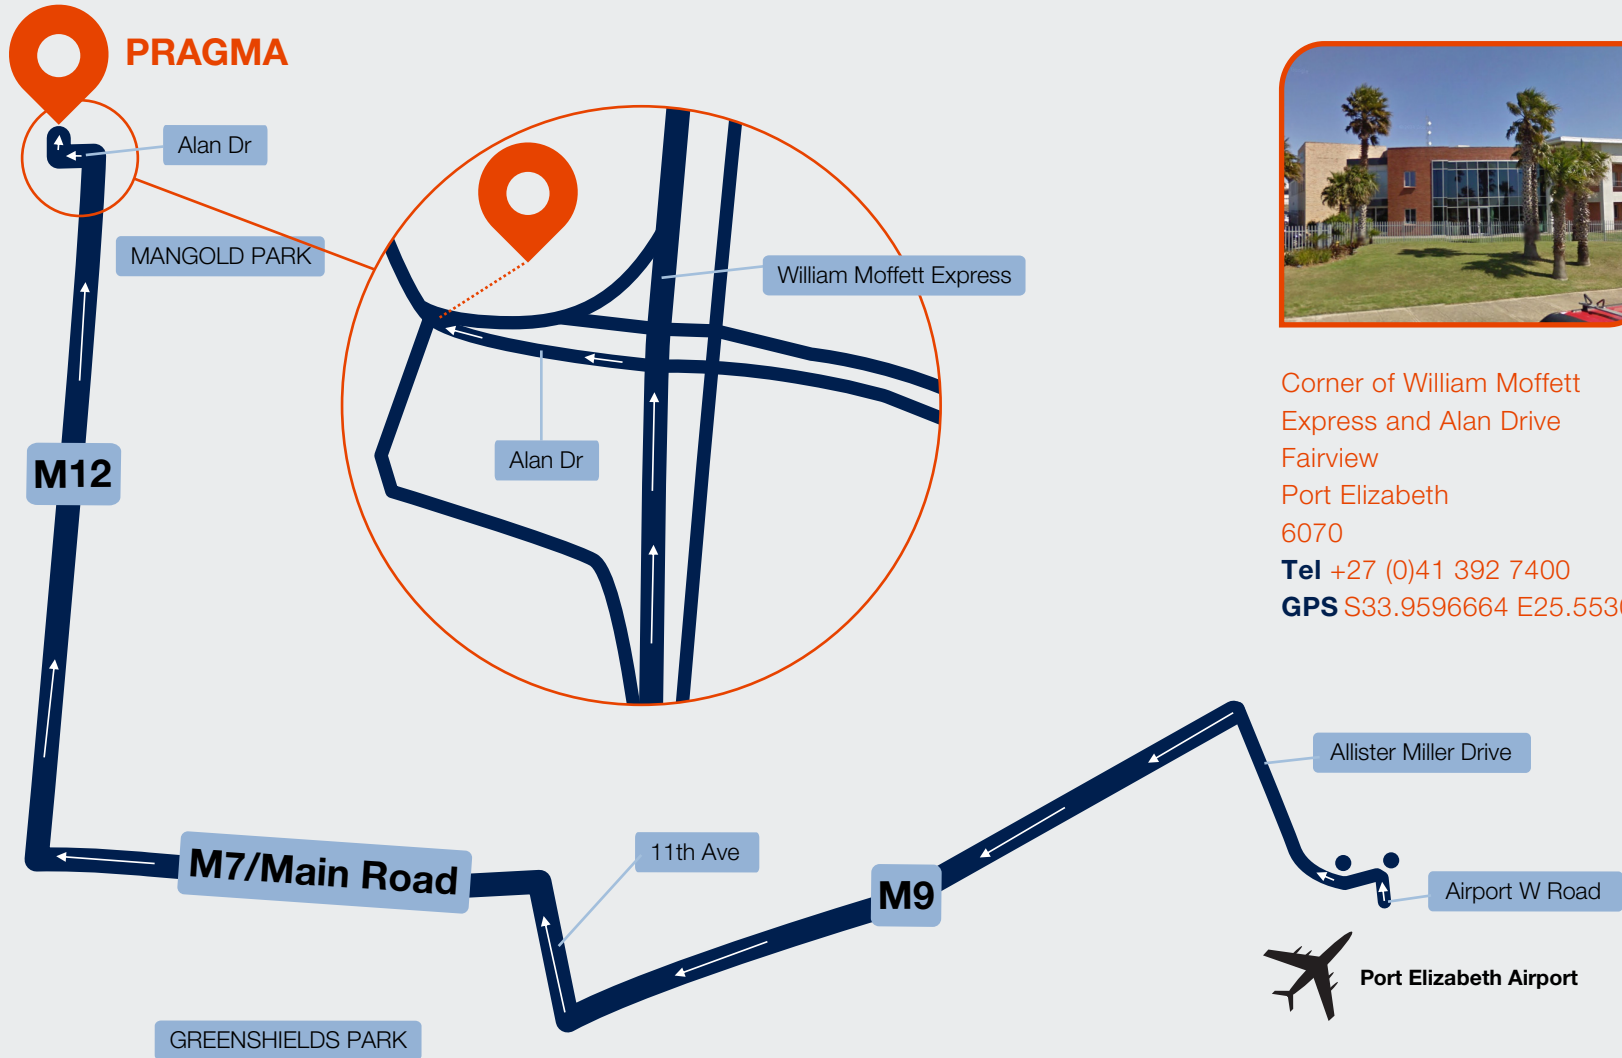 PRAGMA
Alan Dr
MANGOLD PARK
William Moffett Express
Alan Dr
M12
Corner of William Moffett
Express and Alan Drive
Fairview
Port Elizabeth
6070
Tel +27 (0)41 392 7400
GPS S33.9596664
Allister Miller Drive
11th Ave
M7/Main Road
M9
Airport W Road
Port Elizabeth Airport
GREENSHIELDS PARK